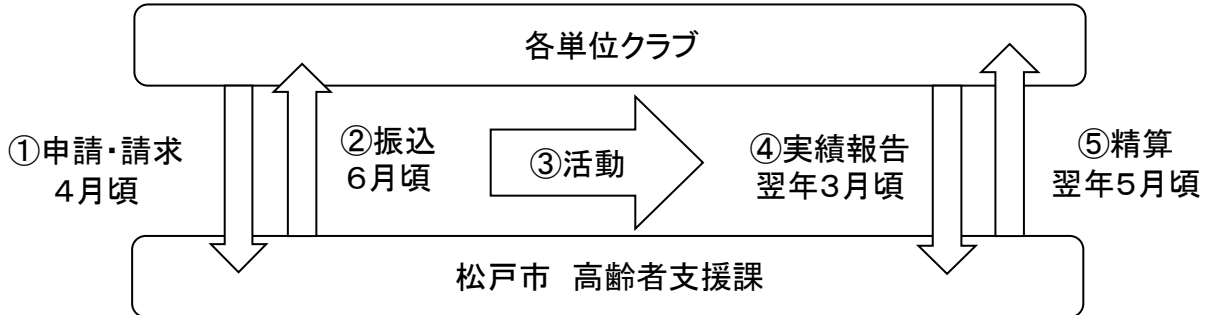 各単位クラブ
①申請・請求
4月頃
②振込
6月頃
③活動
④実績報告
翌年3月頃
⑤精算
翌年5月頃
松戸市 高齢者支援課